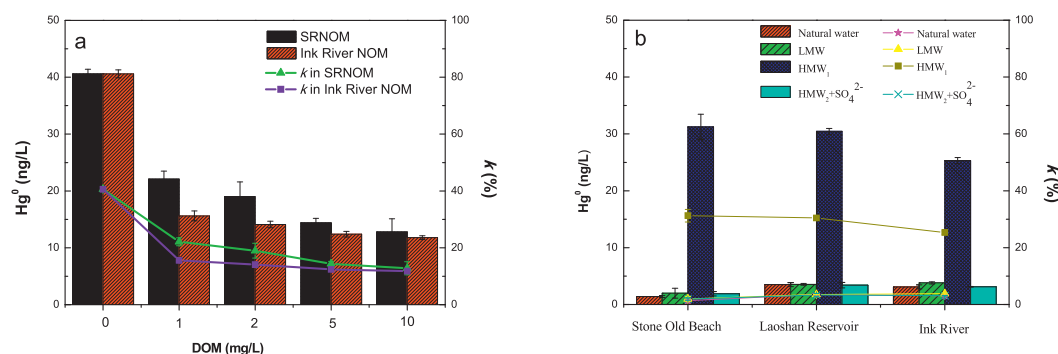 a
SRNOM
Ink River NOM
k in SRNOM
k in Ink River NOM
Hg⁰ (ng/L)
50
40
30
20
10
0
k (%)
100
80
60
40
20
0
0 1 2 5 10
DOM (mg/L)
b
Natural water
LMW
HMW₁
HMW₂+SO₄²⁻
Natural water
LMW
HMW₁
HMW₂+SO₄²⁻
Hg⁰ (ng/L)
50
40
30
20
10
0
k (%)
100
80
60
40
20
0
Stone Old Beach Laoshan Reservoir Ink River